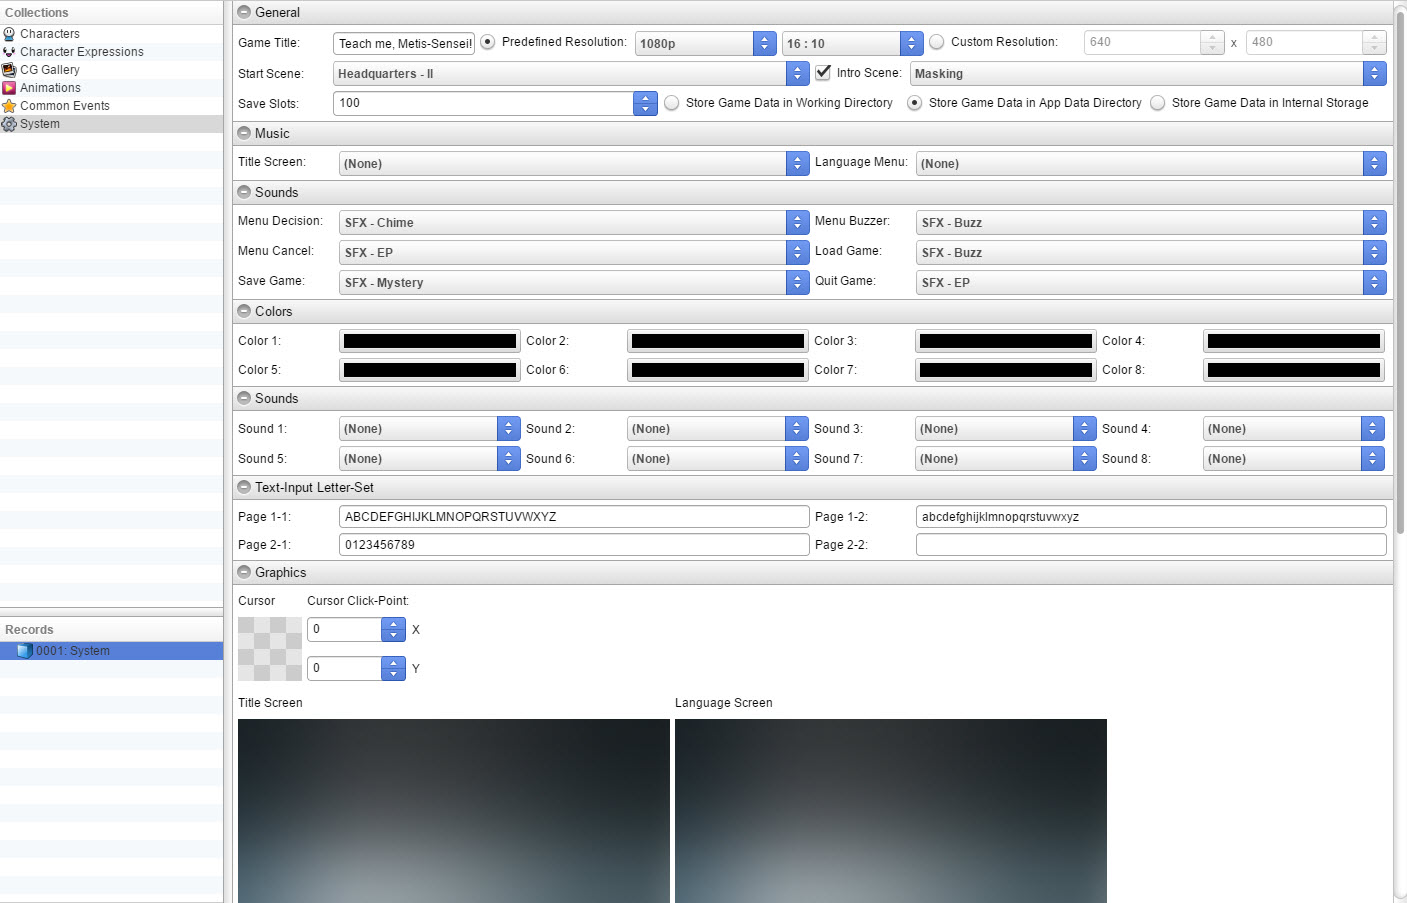 Collections
Characters
Character Expressions
CG Gallery
Animations
Common Events
System
Records
0001: System
General
Game Title: Teach me, Metis-Sensei! Predefined Resolution: 1080p 16 : 10 Custom Resolution: 640 x 480
Start Scene: Headquarters - II Intro Scene: Masking
Save Slots: 100 Store Game Data in Working Directory Store Game Data in App Data Directory Store Game Data in Internal Storage
Music
Title Screen: (None) Language Menu: (None)
Sounds
Menu Decision: SFX - Chime Menu Buzzer: SFX - Buzz
Menu Cancel: SFX - EP Load Game: SFX - Buzz
Save Game: SFX - Mystery Quit Game: SFX - EP
Colors
Color 1: Color 2: Color 3: Color 4:
Color 5: Color 6: Color 7: Color 8:
Sounds
Sound 1: (None) Sound 2: (None) Sound 3: (None) Sound 4: (None)
Sound 5: (None) Sound 6: (None) Sound 7: (None) Sound 8: (None)
Text-Input Letter-Set
Page 1-1: ABCDEFGHIJKLMNOPQRSTUVWXYZ Page 1-2: abcdefghijklmnopqrstuvwxyz
Page 2-1: 0123456789 Page 2-2:
Graphics
Cursor Cursor Click-Point:
0 X
0 Y
Title Screen Language Screen